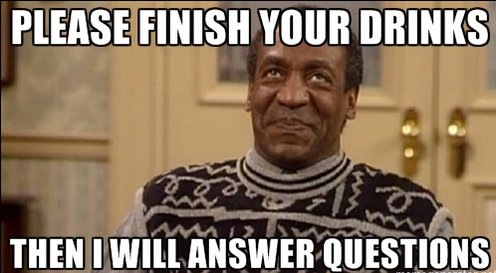 PLEASE FINISH YOUR DRINKS
THEN I WILL ANSWER QUESTIONS